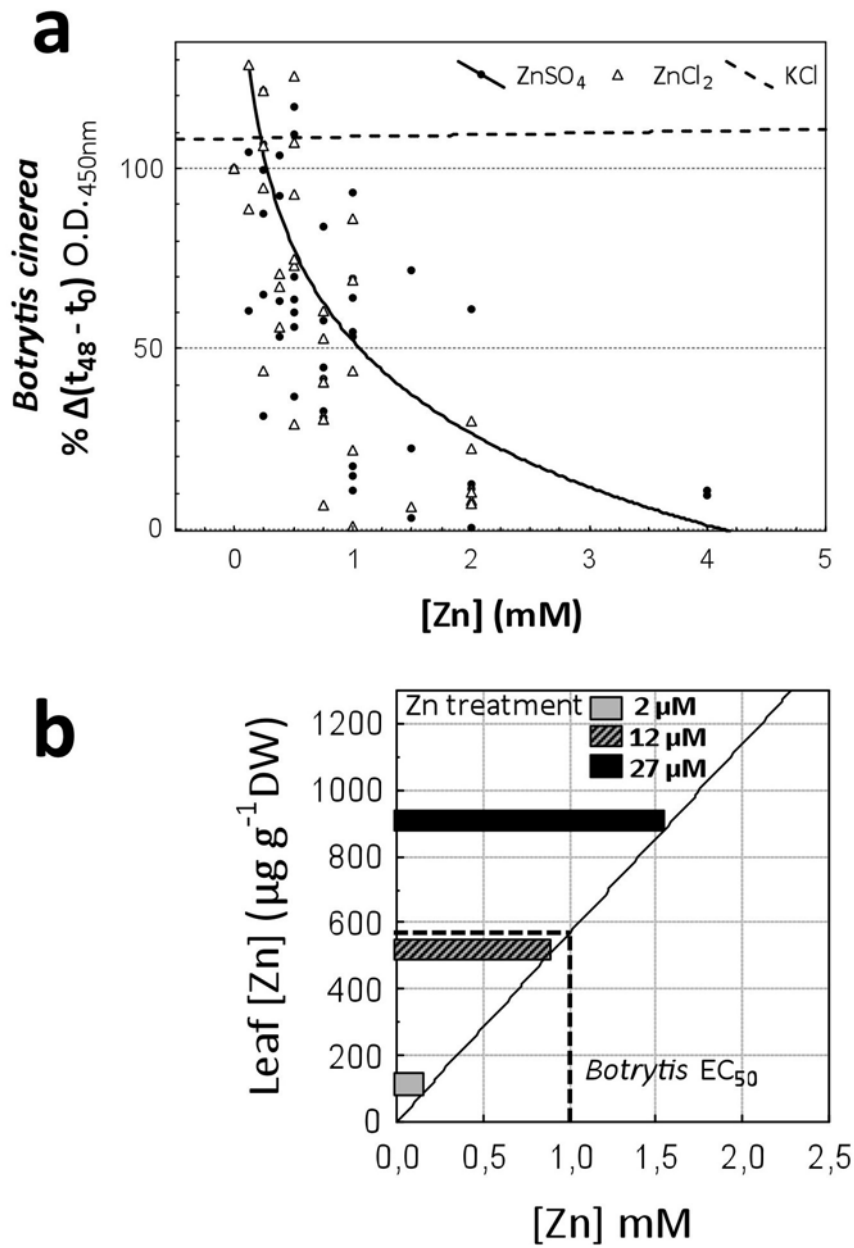 a
ZnSO4 ZnCl2 KCl
Botrytis cinerea
% Δ(t48 - t0) O.D.450nm
100
50
0
0 1 2 3 4 5
[Zn] (mM)
b
Zn treatment 2 µM
12 µM
27 µM
Leaf [Zn] (µg g-1 DW)
1200
1000
800
600
400
200
0
Botrytis EC50
0,0 0,5 1,0 1,5 2,0 2,5
[Zn] mM